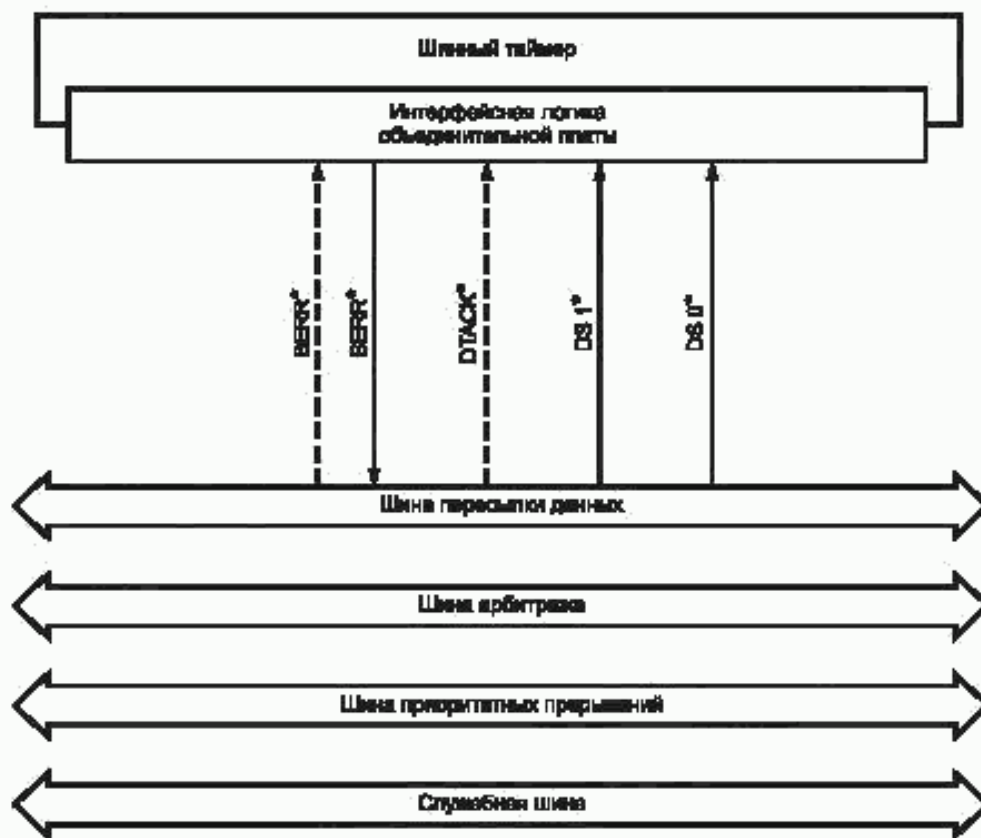 Шинный таймер
Интерфейсная логика
объединительной платы
BERR*
BERR*
DTACK*
DS 1*
DS 0*
Шина пересылки данных
Шина арбитража
Шина приоритетных прерываний
Служебная шина